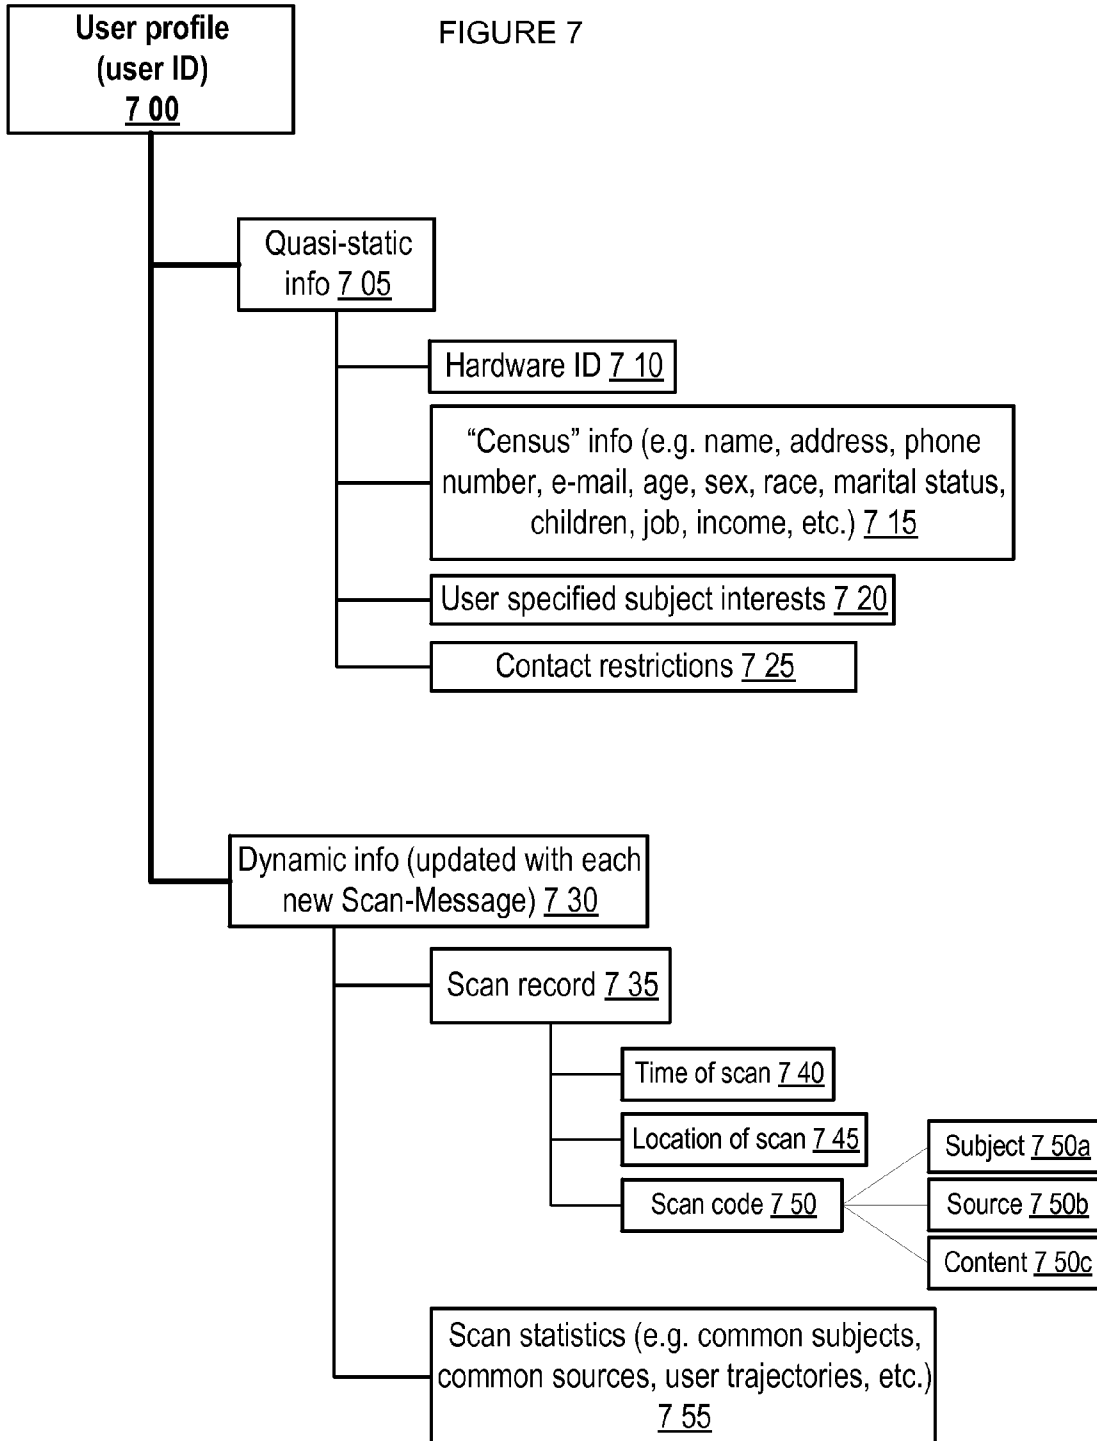 User profile
(user ID)
7 00
FIGURE 7
Quasi-static
info 7 05
Hardware ID 7 10
“Census” info (e.g. name, address, phone
number, e-mail, age, sex, race, marital status,
children, job, income, etc.) 7 15
User specified subject interests 7 20
Contact restrictions 7 25
Dynamic info (updated with each
new Scan-Message) 7 30
Scan record 7 35
Time of scan 7 40
Location of scan 7 45
Scan code 7 50
Subject 7 50a
Source 7 50b
Content 7 50c
Scan statistics (e.g. common subjects,
common sources, user trajectories, etc.)
7 55